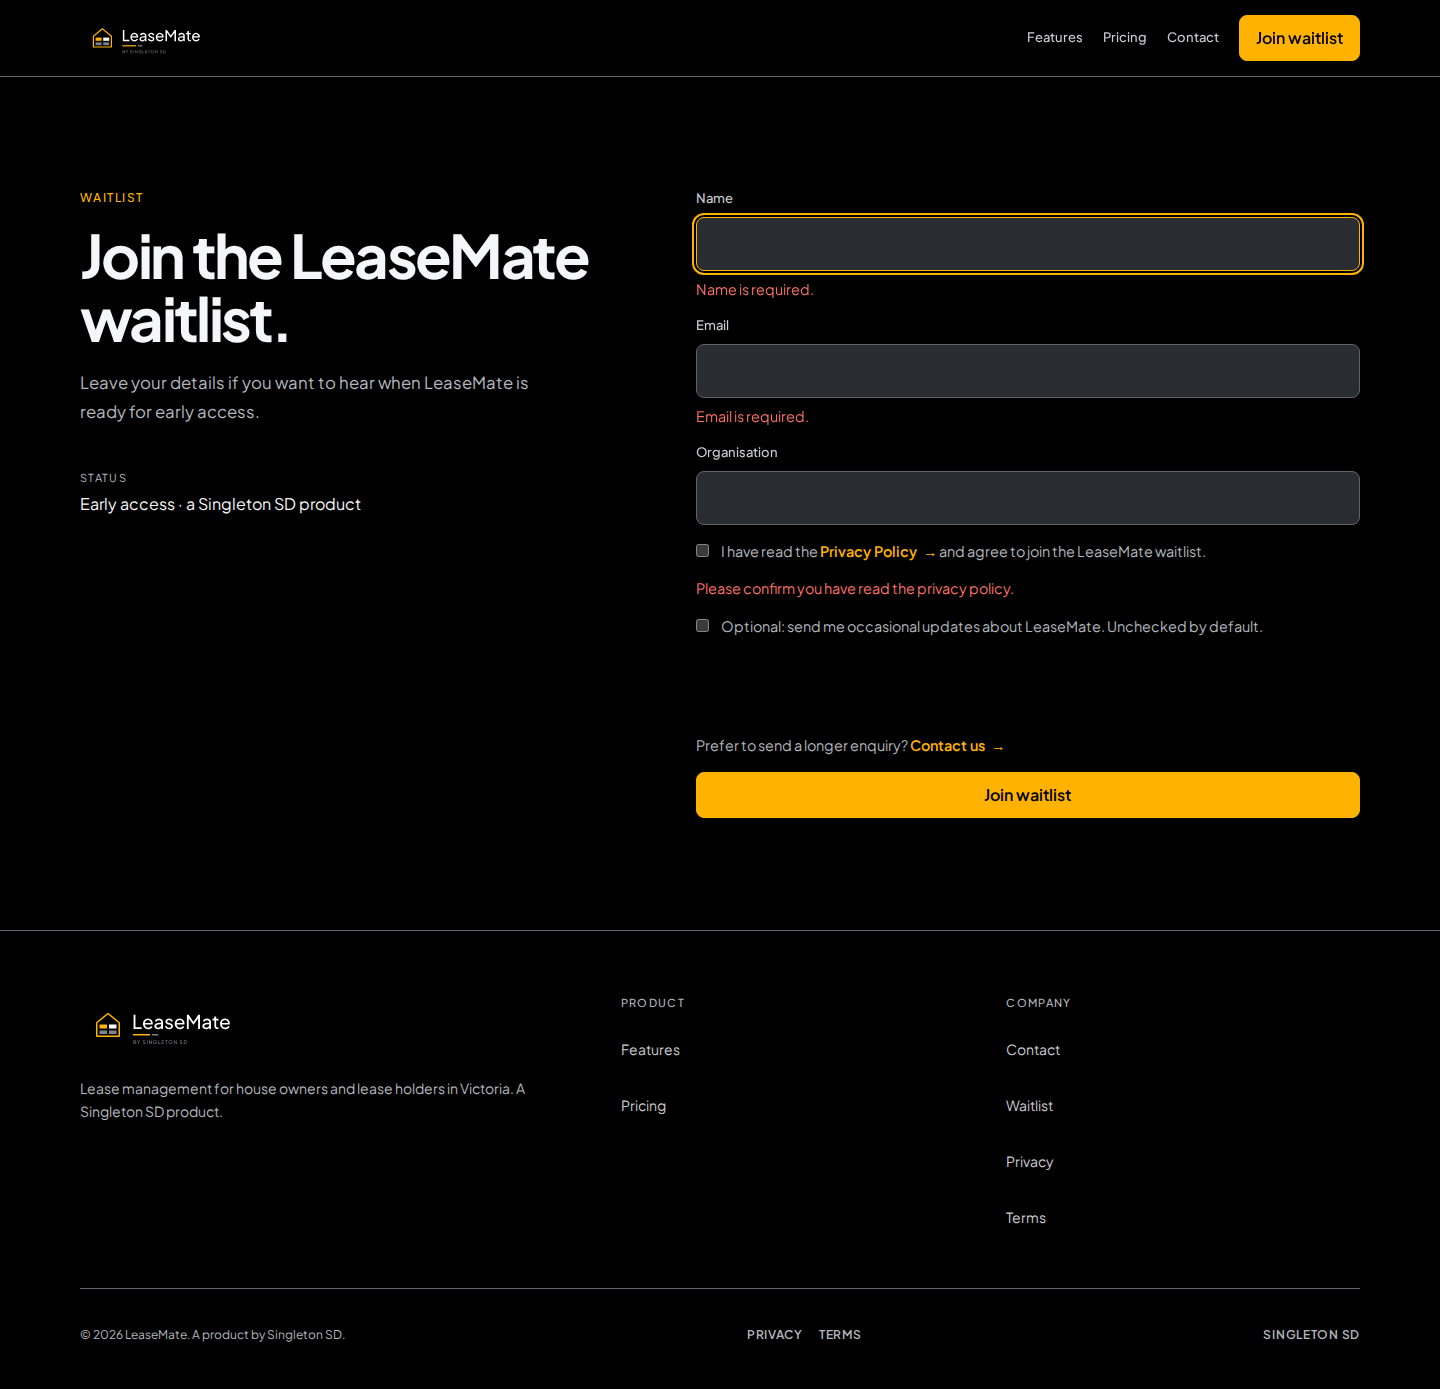 LeaseMate
BY SINGLETON SD
Features
Pricing
Contact
Join waitlist
WAITLIST
Join the LeaseMate
waitlist.
Leave your details if you want to hear when LeaseMate is
ready for early access.
STATUS
Early access · a Singleton SD product
Name
Name is required.
Email
Email is required.
Organisation
I have read the Privacy Policy → and agree to join the LeaseMate waitlist.
Please confirm you have read the privacy policy.
Optional: send me occasional updates about LeaseMate. Unchecked by default.
Prefer to send a longer enquiry? Contact us →
Join waitlist
LeaseMate
BY SINGLETON SD
Lease management for house owners and lease holders in Victoria. A
Singleton SD product.
PRODUCT
Features
Pricing
COMPANY
Contact
Waitlist
Privacy
Terms
© 2026 LeaseMate. A product by Singleton SD.
PRIVACY
TERMS
SINGLETON SD